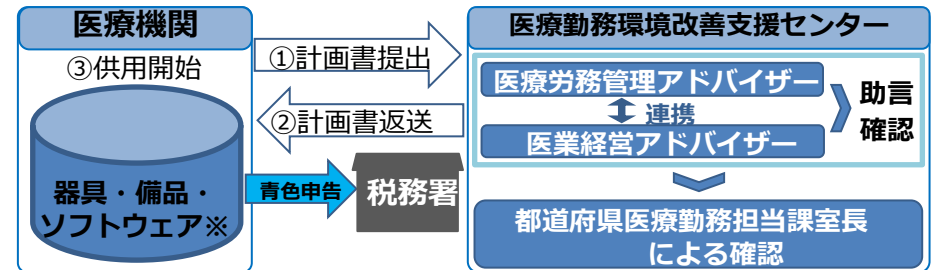 医療機関
③供用開始
器具・備品・
ソフトウェア※
①計画書提出
②計画書返送
青色申告
税務署
医療勤務環境改善支援センター
医療労務管理アドバイザー
連携
医業経営アドバイザー
助言
確認
都道府県医療勤務担当課室長
による確認